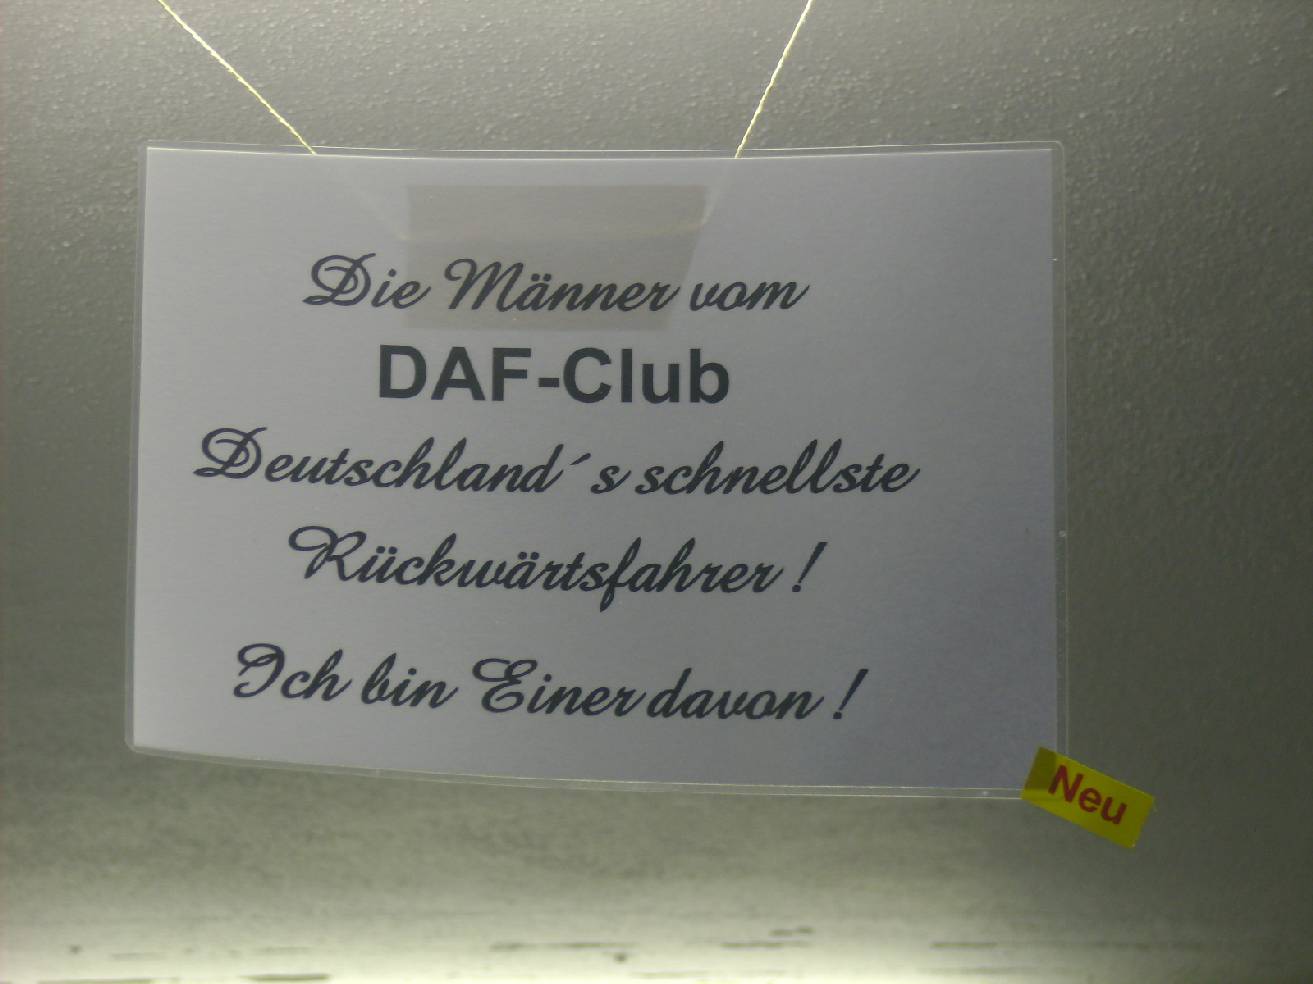 Die Männer vom
DAF-Club
Deutschland´s schnellste
Rückwärtsfahrer !
Ich bin Einer davon !
Neu